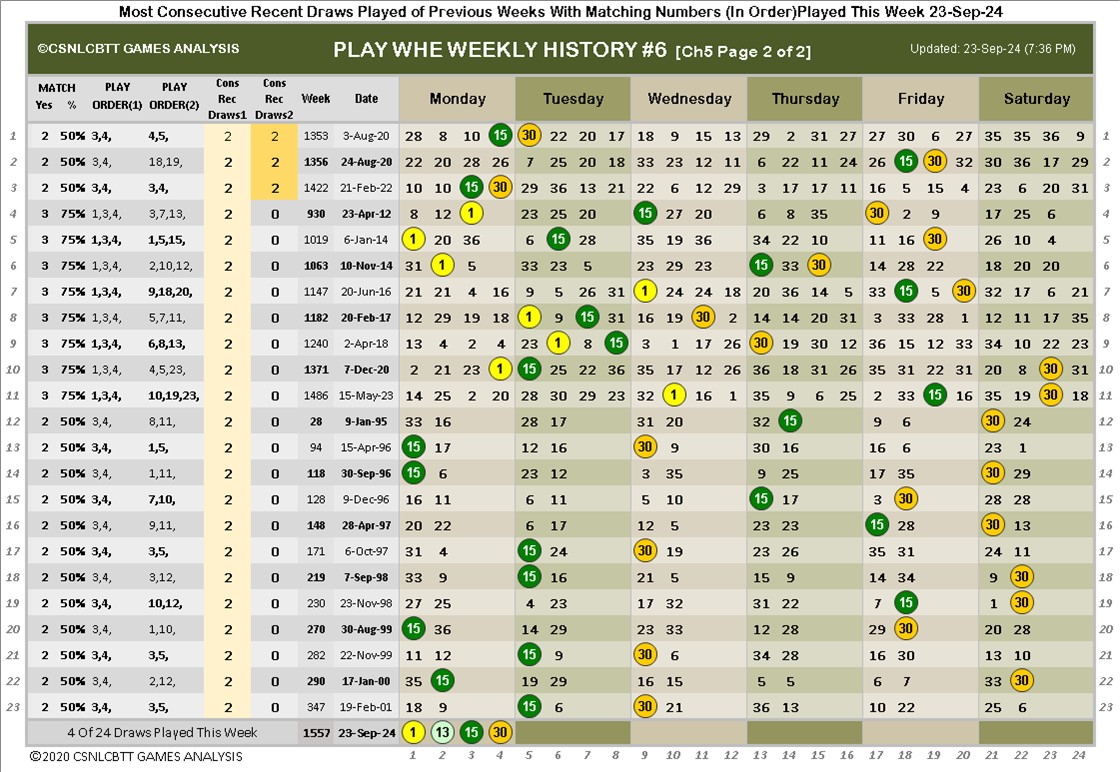 Most Consecutive Recent Draws Played of Previous Weeks With Matching Numbers (In Order)Played This Week 23-Sep-24
©CSNLCBTT GAMES ANALYSIS PLAY WHE WEEKLY HISTORY #6 [Ch5 Page 2 of 2] Updated: 23-Sep-24 (7:36 PM)
MATCH Yes % PLAY ORDER(1) PLAY ORDER(2) Cons Rec Draws1 Cons Rec Draws2 Week Date Monday Tuesday Wednesday Thursday Friday Saturday
1 2 50% 3,4, 4,5, 2 2 1353 3-Aug-20 28 8 10 15 30 22 20 17 18 9 15 13 29 2 31 27 27 30 6 27 35 35 36 9 1
2 2 50% 3,4, 18,19, 2 2 1356 24-Aug-20 22 20 28 26 7 25 20 18 33 23 12 11 6 22 11 24 26 15 30 32 30 36 17 29 2
3 2 50% 3,4, 3,4, 2 2 1422 21-Feb-22 10 10 15 30 29 36 13 21 22 6 12 29 3 17 17 11 16 5 15 4 23 6 20 31 3
4 3 75% 1,3,4, 3,7,13, 2 0 930 23-Apr-12 8 12 1 23 25 20 15 27 20 6 8 35 30 2 9 17 25 6 4
5 3 75% 1,3,4, 1,5,15, 2 0 1019 6-Jan-14 1 20 36 6 15 28 35 19 36 34 22 10 11 16 30 26 10 4 5
6 3 75% 1,3,4, 2,10,12, 2 0 1063 10-Nov-14 31 1 5 33 23 5 23 29 23 15 33 30 14 28 22 18 20 20 6
7 3 75% 1,3,4, 9,18,20, 2 0 1147 20-Jun-16 21 21 4 16 9 5 26 31 1 24 24 18 20 36 14 5 33 15 5 30 32 17 6 21 7
8 3 75% 1,3,4, 5,7,11, 2 0 1182 20-Feb-17 12 29 19 18 1 9 15 31 16 19 30 2 14 14 20 31 3 33 28 1 12 11 17 35 8
9 3 75% 1,3,4, 6,8,13, 2 0 1240 2-Apr-18 13 4 2 4 23 1 8 15 3 1 17 26 30 19 30 12 36 15 12 33 34 10 22 23 9
10 3 75% 1,3,4, 4,5,23, 2 0 1371 7-Dec-20 2 21 23 1 15 25 22 36 35 17 12 26 36 18 31 26 35 31 22 31 20 8 30 31 10
11 3 75% 1,3,4, 10,19,23, 2 0 1486 15-May-23 14 25 2 20 28 30 29 23 32 1 16 1 35 9 6 25 2 33 15 16 35 19 30 18 11
12 2 50% 3,4, 8,11, 2 0 28 9-Jan-95 33 16 28 17 31 20 32 15 9 6 30 24 12
13 2 50% 3,4, 1,5, 2 0 94 15-Apr-96 15 17 12 16 30 9 30 16 16 6 23 1 13
14 2 50% 3,4, 1,11, 2 0 118 30-Sep-96 15 6 23 12 3 35 9 25 17 35 30 29 14
15 2 50% 3,4, 7,10, 2 0 128 9-Dec-96 16 11 6 11 5 10 15 17 3 30 28 28 15
16 2 50% 3,4, 9,11, 2 0 148 28-Apr-97 20 22 6 17 12 5 23 23 15 28 30 13 16
17 2 50% 3,4, 3,5, 2 0 171 6-Oct-97 31 4 15 24 30 19 23 26 35 31 24 11 17
18 2 50% 3,4, 3,12, 2 0 219 7-Sep-98 33 9 15 16 21 5 15 9 14 34 9 30 18
19 2 50% 3,4, 10,12, 2 0 230 23-Nov-98 27 25 4 23 17 32 31 22 7 15 1 30 19
20 2 50% 3,4, 1,10, 2 0 270 30-Aug-99 15 36 14 29 23 33 12 28 29 30 20 28 20
21 2 50% 3,4, 3,5, 2 0 282 22-Nov-99 11 12 15 9 30 6 34 28 16 30 13 10 21
22 2 50% 3,4, 2,12, 2 0 290 17-Jan-00 35 15 19 29 16 15 5 5 6 7 33 30 22
23 2 50% 3,4, 3,5, 2 0 347 19-Feb-01 18 9 15 6 30 21 36 13 10 22 25 6 23
4 Of 24 Draws Played This Week 1557 23-Sep-24 1 13 15 30
©2020 CSNLCBTT GAMES ANALYSIS 1 2 3 4 5 6 7 8 9 10 11 12 13 14 15 16 17 18 19 20 21 22 23 24